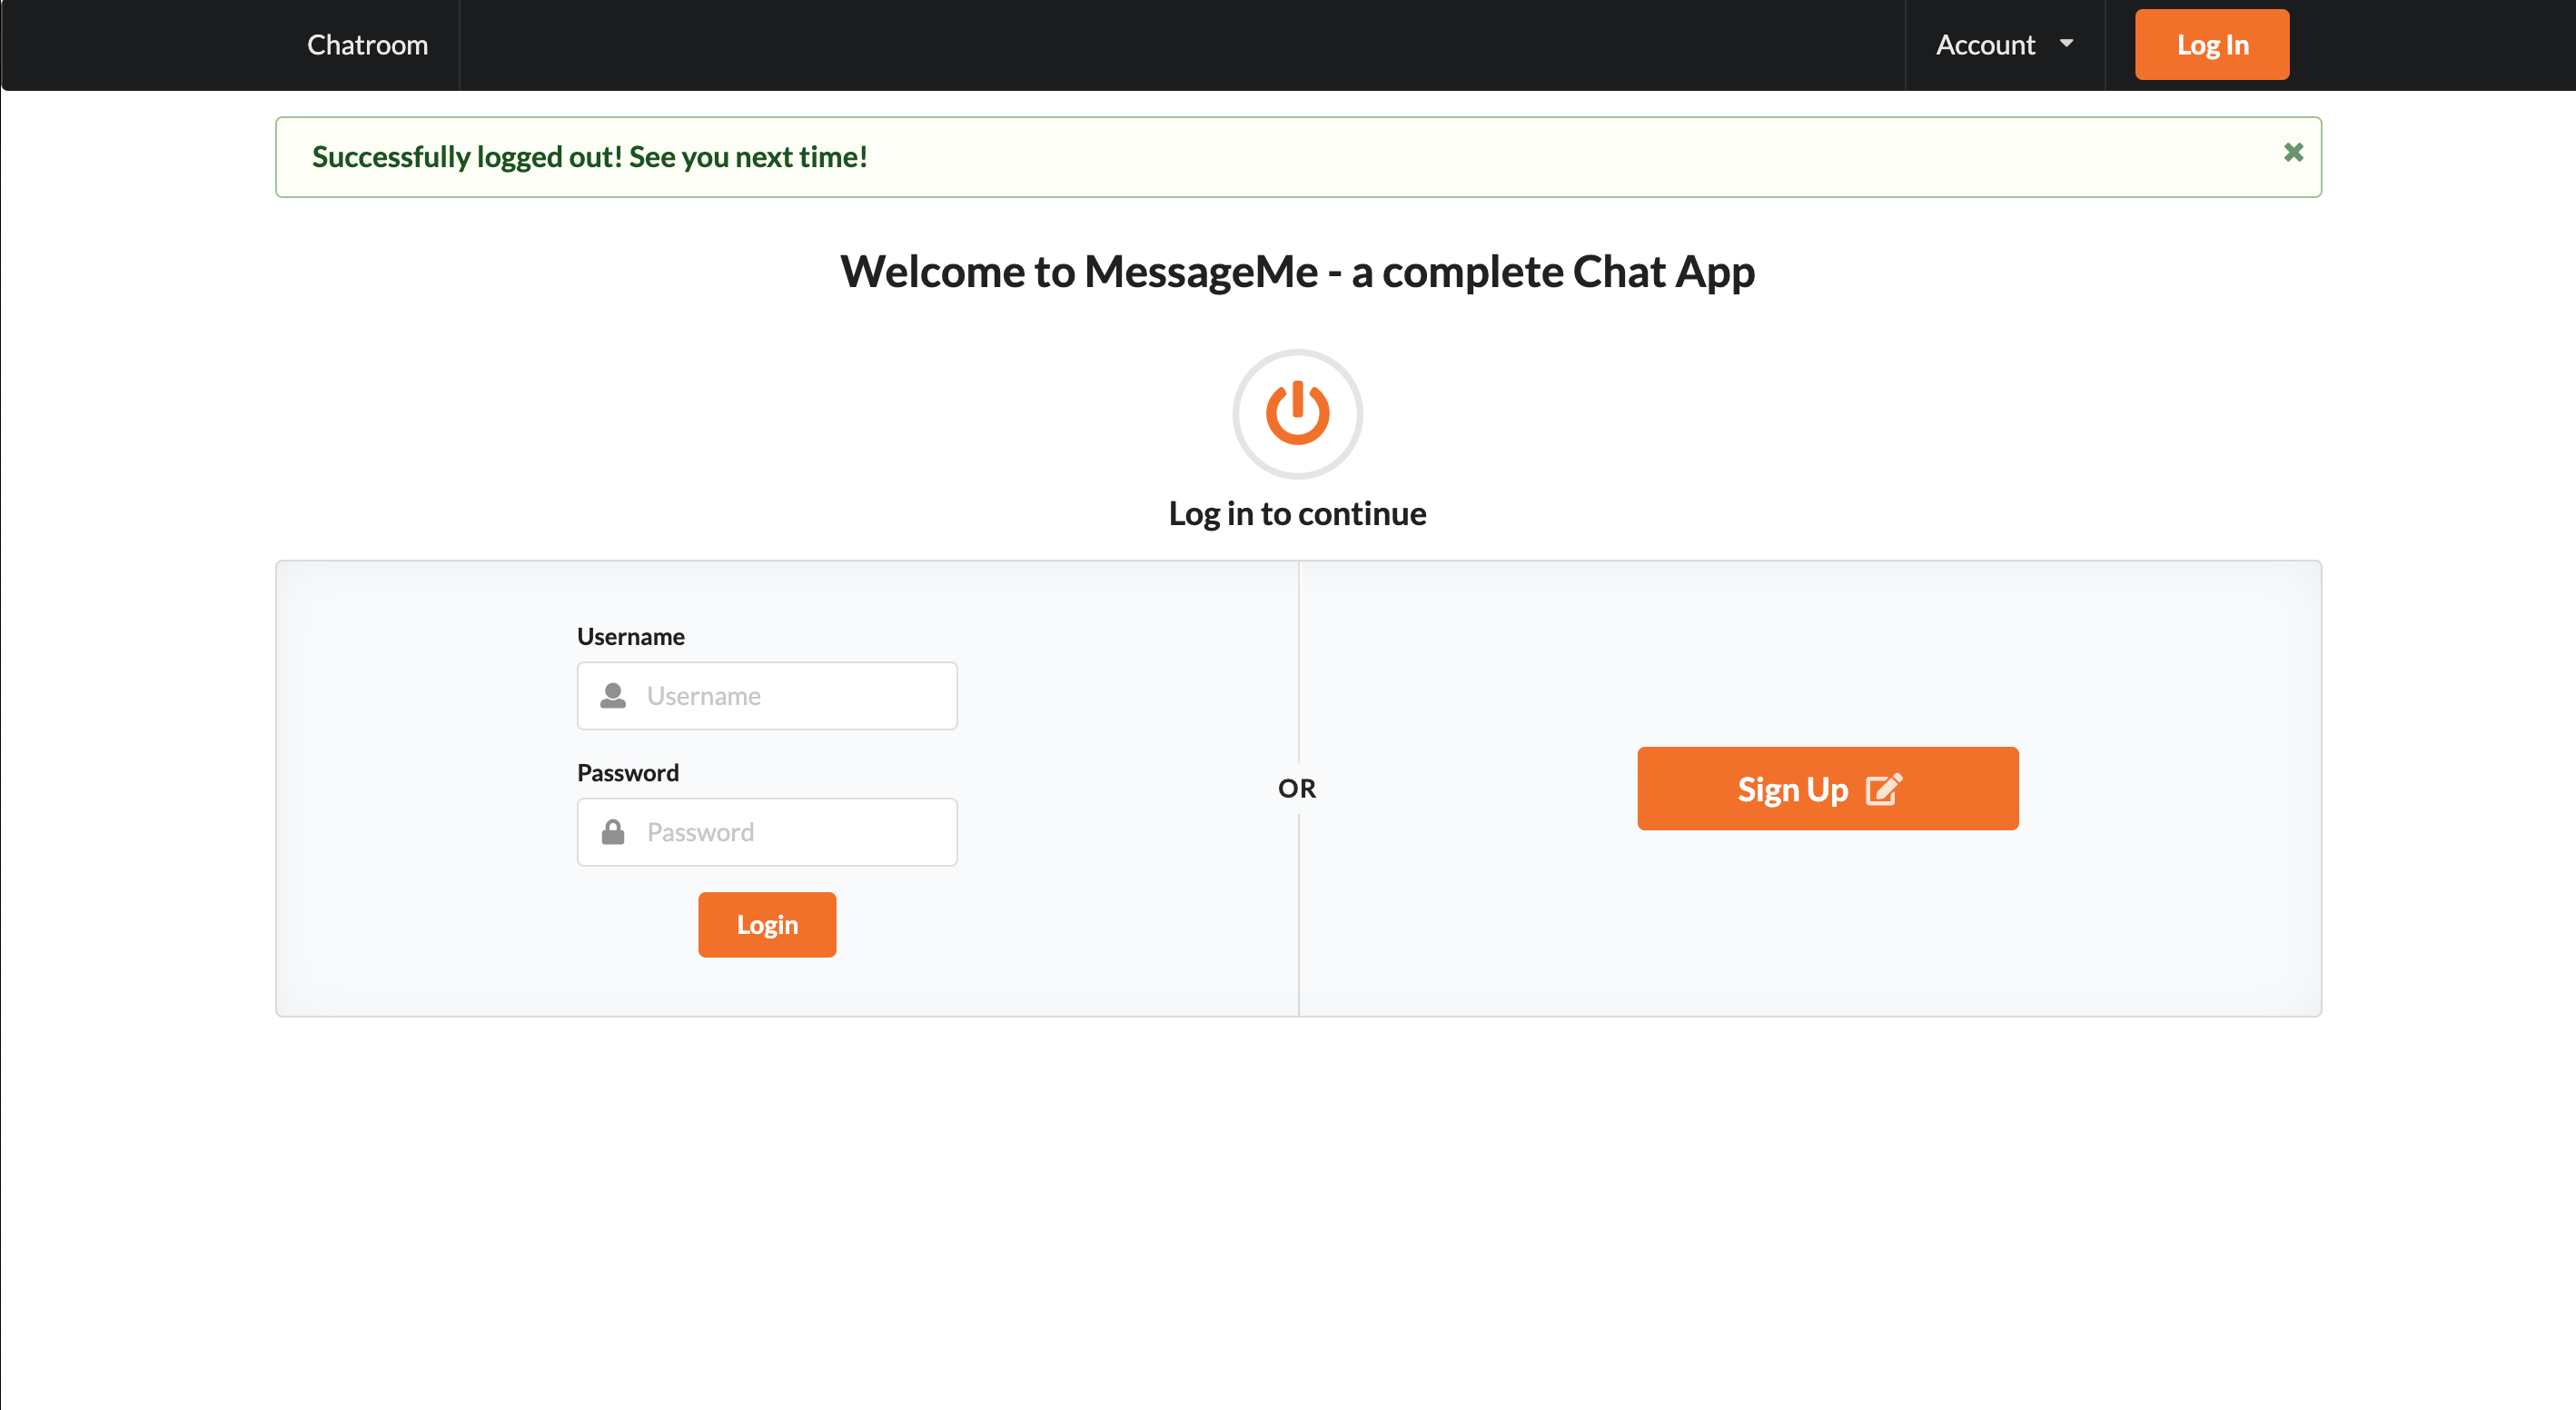 Chatroom
Account
Log In
Successfully logged out! See you next time!
Welcome to MessageMe - a complete Chat App
Log in to continue
Username
Username
Password
Password
Login
OR
Sign Up